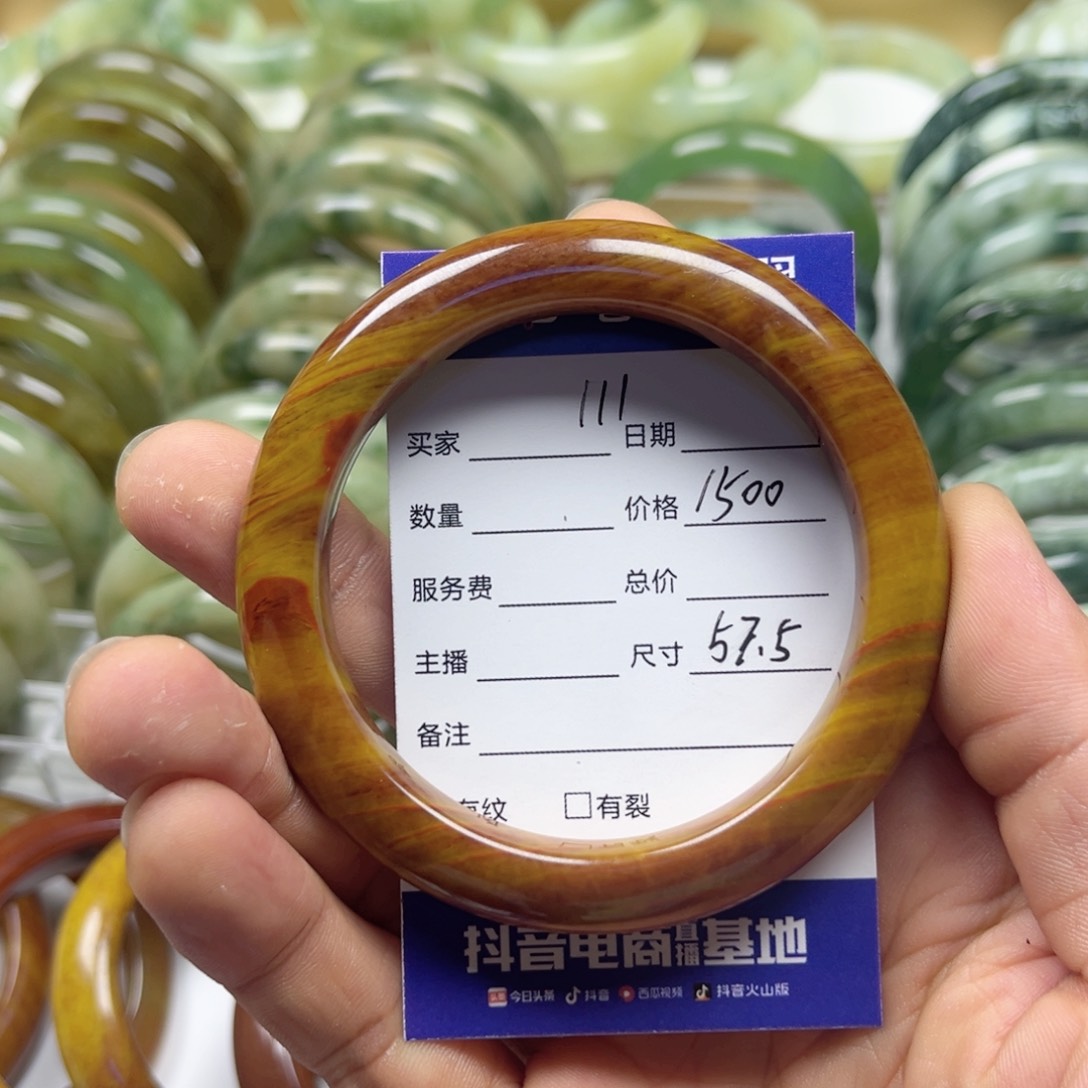 111
买家 日期
数量 价格 1500
服务费 总价
主播 尺寸 57.5
备注
有纹 □有裂
抖音电商直播基地
今日头条 抖音 西瓜视频 抖音火山版